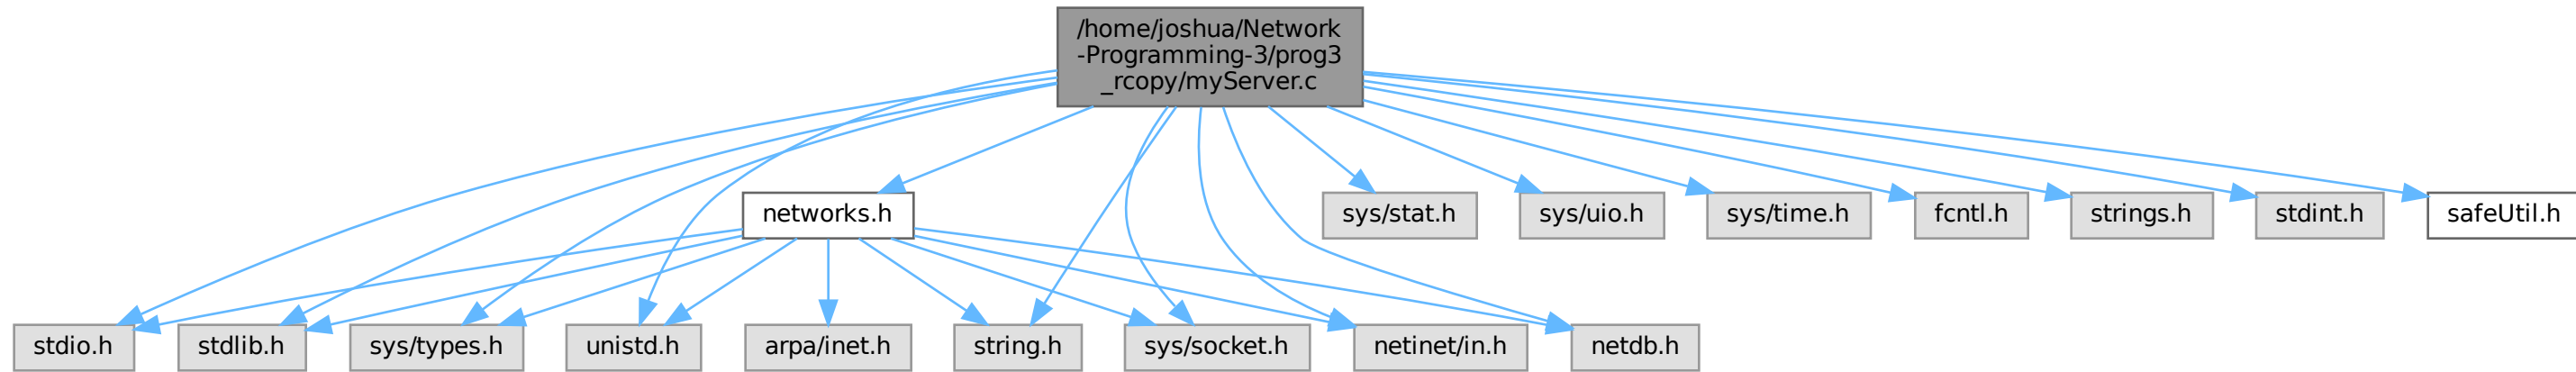 /home/joshua/Network
-Programming-3/prog3
_rcopy/myServer.c
networks.h
sys/stat.h
sys/uio.h
sys/time.h
fcntl.h
strings.h
stdint.h
safeUtil.h
stdio.h
stdlib.h
sys/types.h
unistd.h
arpa/inet.h
string.h
sys/socket.h
netinet/in.h
netdb.h